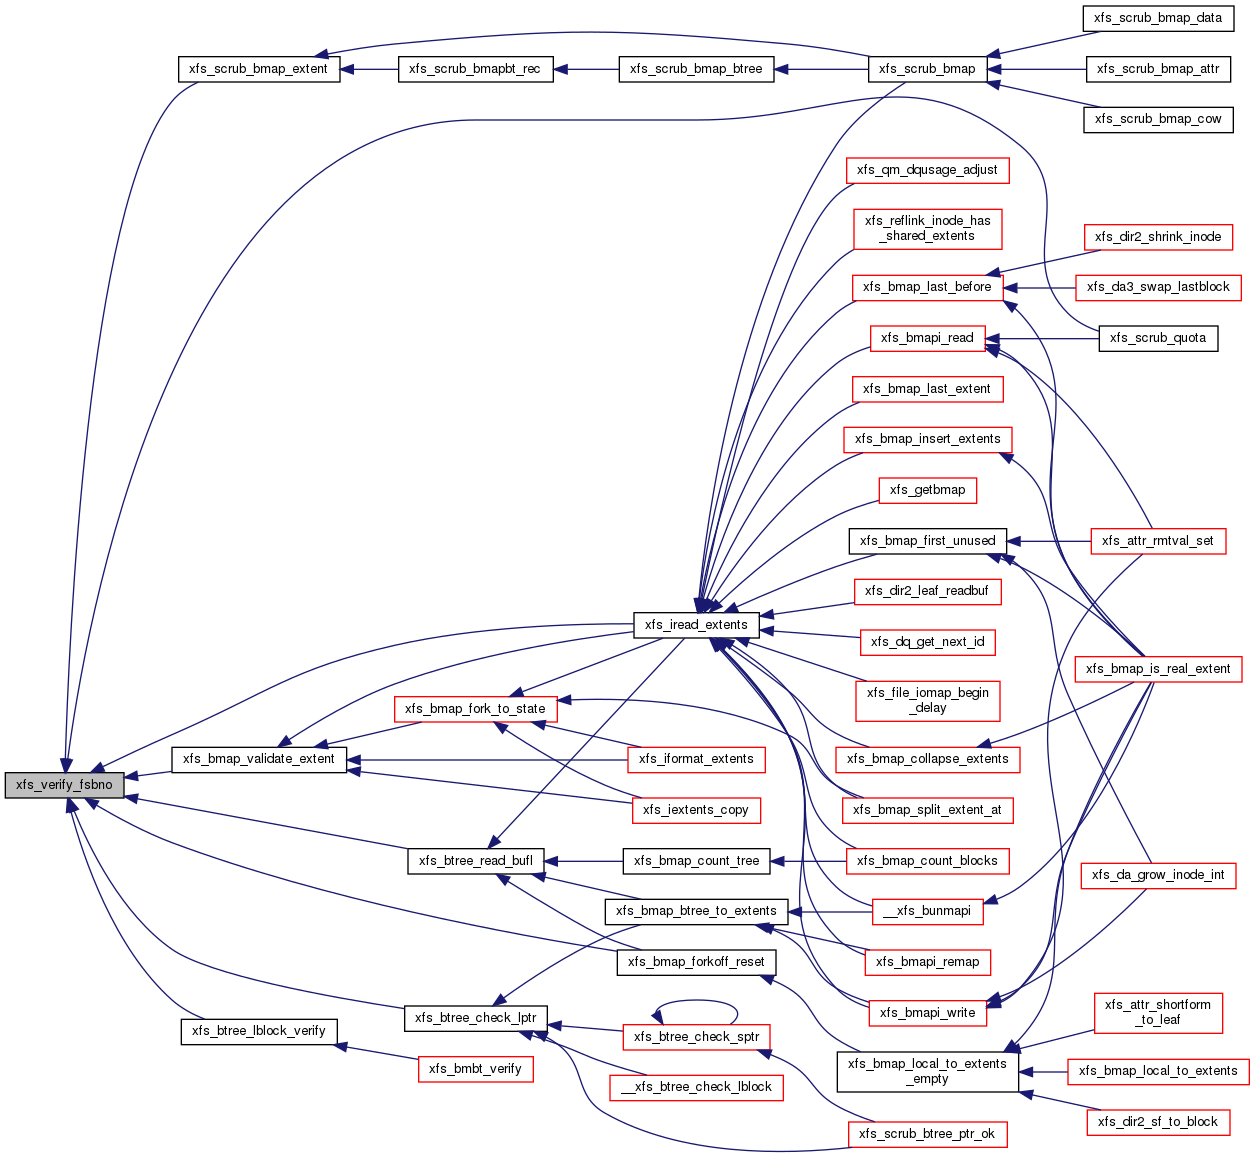 xfs_scrub_bmap_data
xfs_scrub_bmap_extent
xfs_scrub_bmapbt_rec
xfs_scrub_bmap_btree
xfs_scrub_bmap
xfs_scrub_bmap_attr
xfs_scrub_bmap_cow
xfs_qm_dqusage_adjust
xfs_reflink_inode_has
_shared_extents
xfs_dir2_shrink_inode
xfs_bmap_last_before
xfs_da3_swap_lastblock
xfs_bmapi_read
xfs_scrub_quota
xfs_bmap_last_extent
xfs_bmap_insert_extents
xfs_getbmap
xfs_bmap_first_unused
xfs_attr_rmtval_set
xfs_dir2_leaf_readbuf
xfs_iread_extents
xfs_dq_get_next_id
xfs_bmap_is_real_extent
xfs_file_iomap_begin
_delay
xfs_bmap_fork_to_state
xfs_bmap_validate_extent
xfs_iformat_extents
xfs_bmap_collapse_extents
xfs_verify_fsbno
xfs_iextents_copy
xfs_bmap_split_extent_at
xfs_btree_read_bufl
xfs_bmap_count_tree
xfs_bmap_count_blocks
xfs_da_grow_inode_int
xfs_bmap_btree_to_extents
__xfs_bunmapi
xfs_bmap_forkoff_reset
xfs_bmapi_remap
xfs_btree_check_lptr
xfs_bmapi_write
xfs_attr_shortform
_to_leaf
xfs_btree_lblock_verify
xfs_btree_check_sptr
xfs_bmbt_verify
xfs_bmap_local_to_extents
_empty
xfs_bmap_local_to_extents
__xfs_btree_check_lblock
xfs_dir2_sf_to_block
xfs_scrub_btree_ptr_ok